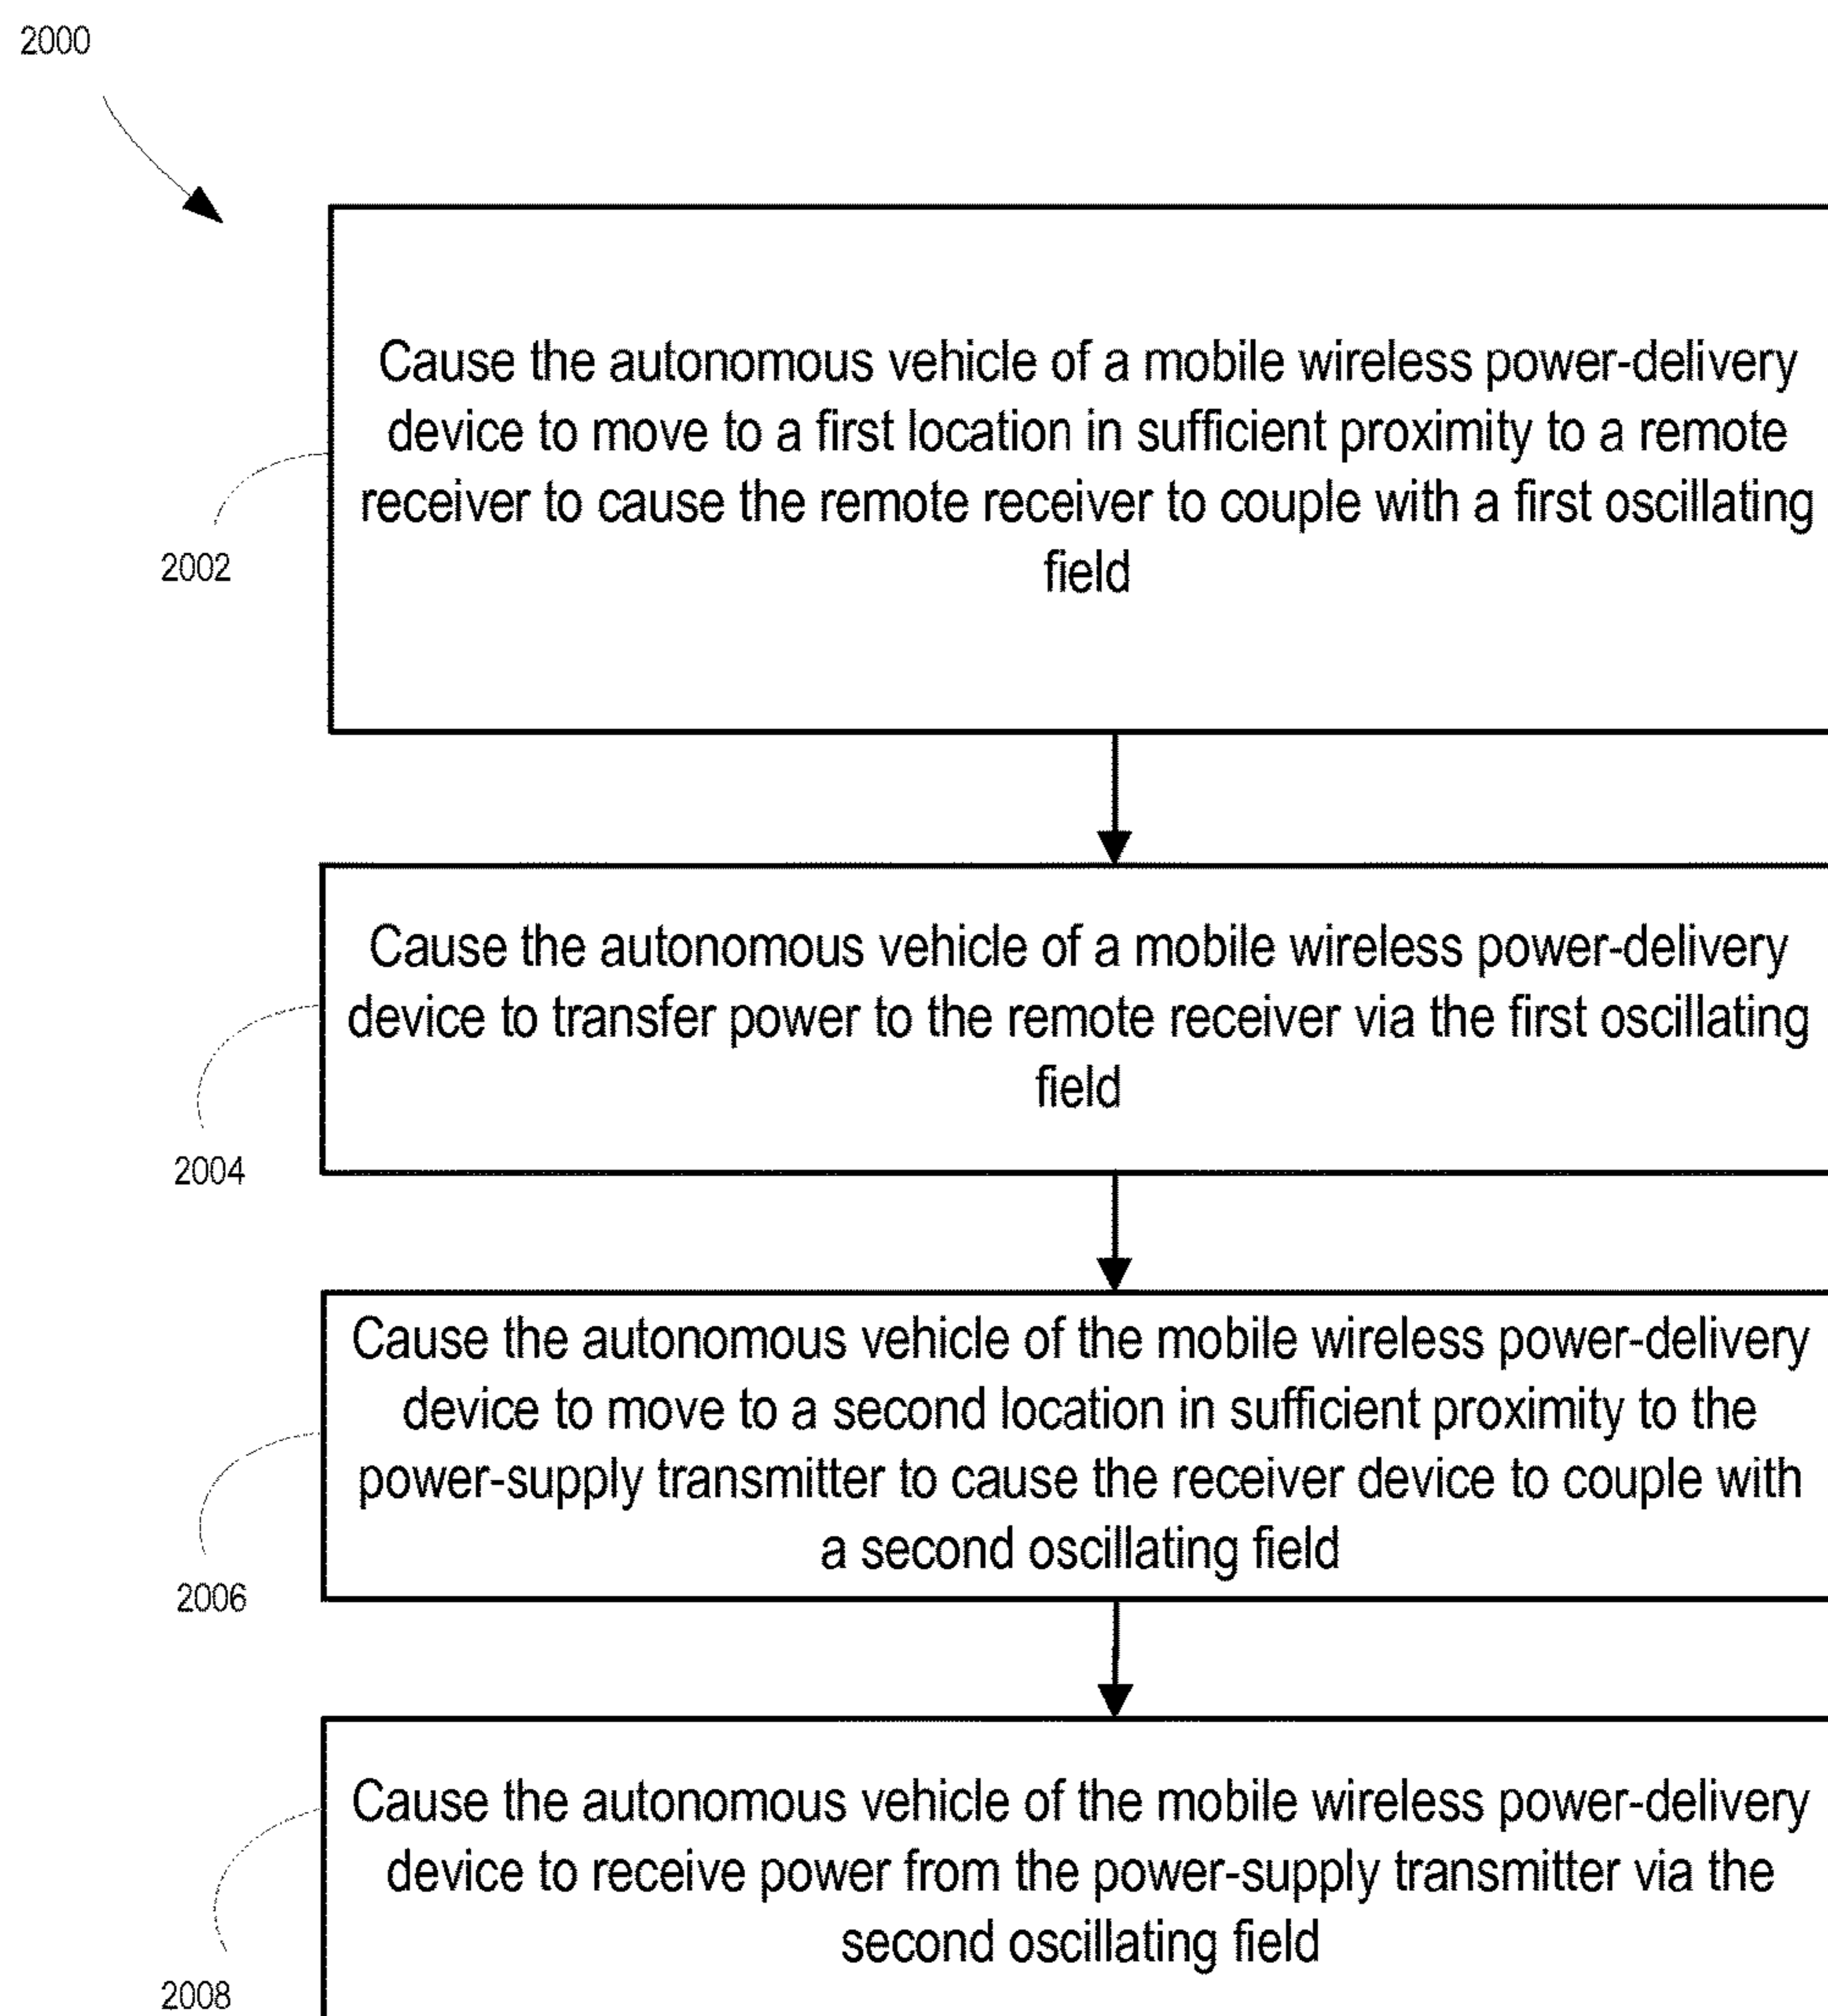 2000
Cause the autonomous vehicle of a mobile wireless power-delivery
device to move to a first location in sufficient proximity to a remote
receiver to cause the remote receiver to couple with a first oscillating
field
2002
Cause the autonomous vehicle of a mobile wireless power-delivery
device to transfer power to the remote receiver via the first oscillating
field
2004
Cause the autonomous vehicle of the mobile wireless power-delivery
device to move to a second location in sufficient proximity to the
power-supply transmitter to cause the receiver device to couple with
a second oscillating field
2006
Cause the autonomous vehicle of the mobile wireless power-delivery
device to receive power from the power-supply transmitter via the
second oscillating field
2008